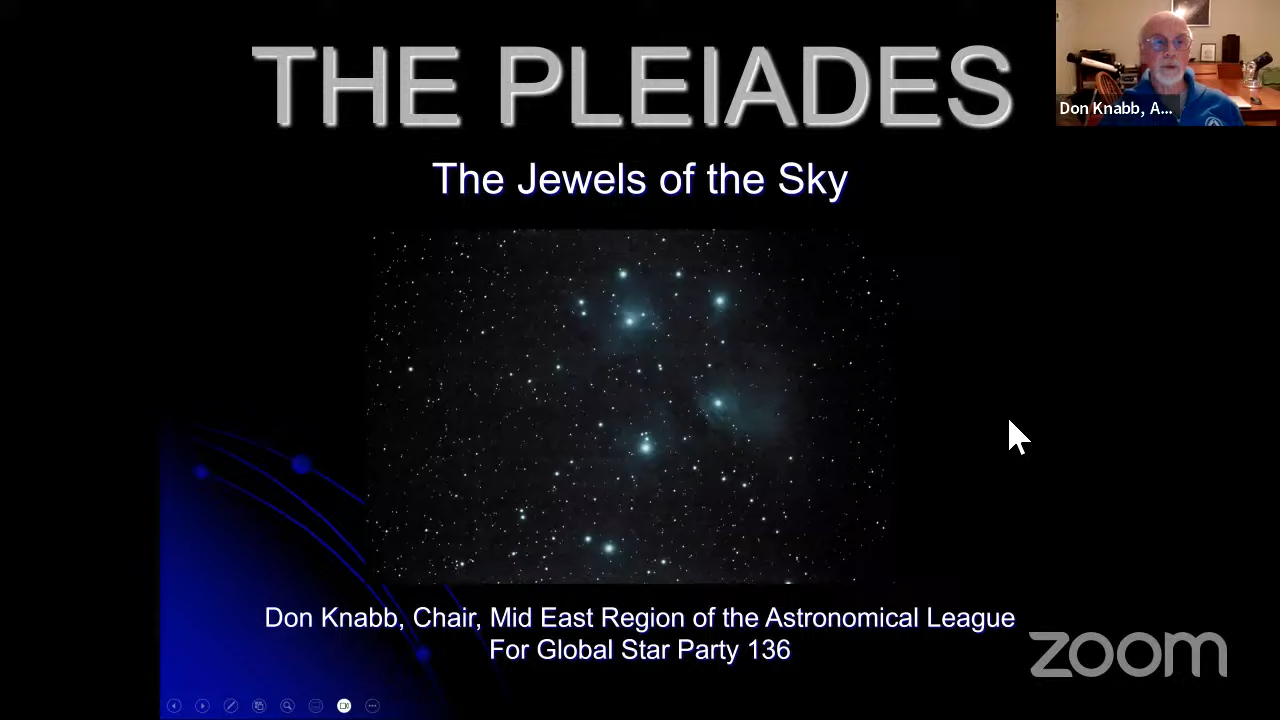 THE PLEIADES
Don Knabb, A...
The Jewels of the Sky
Don Knabb, Chair, Mid East Region of the Astronomical League
For Global Star Party 136
zoom